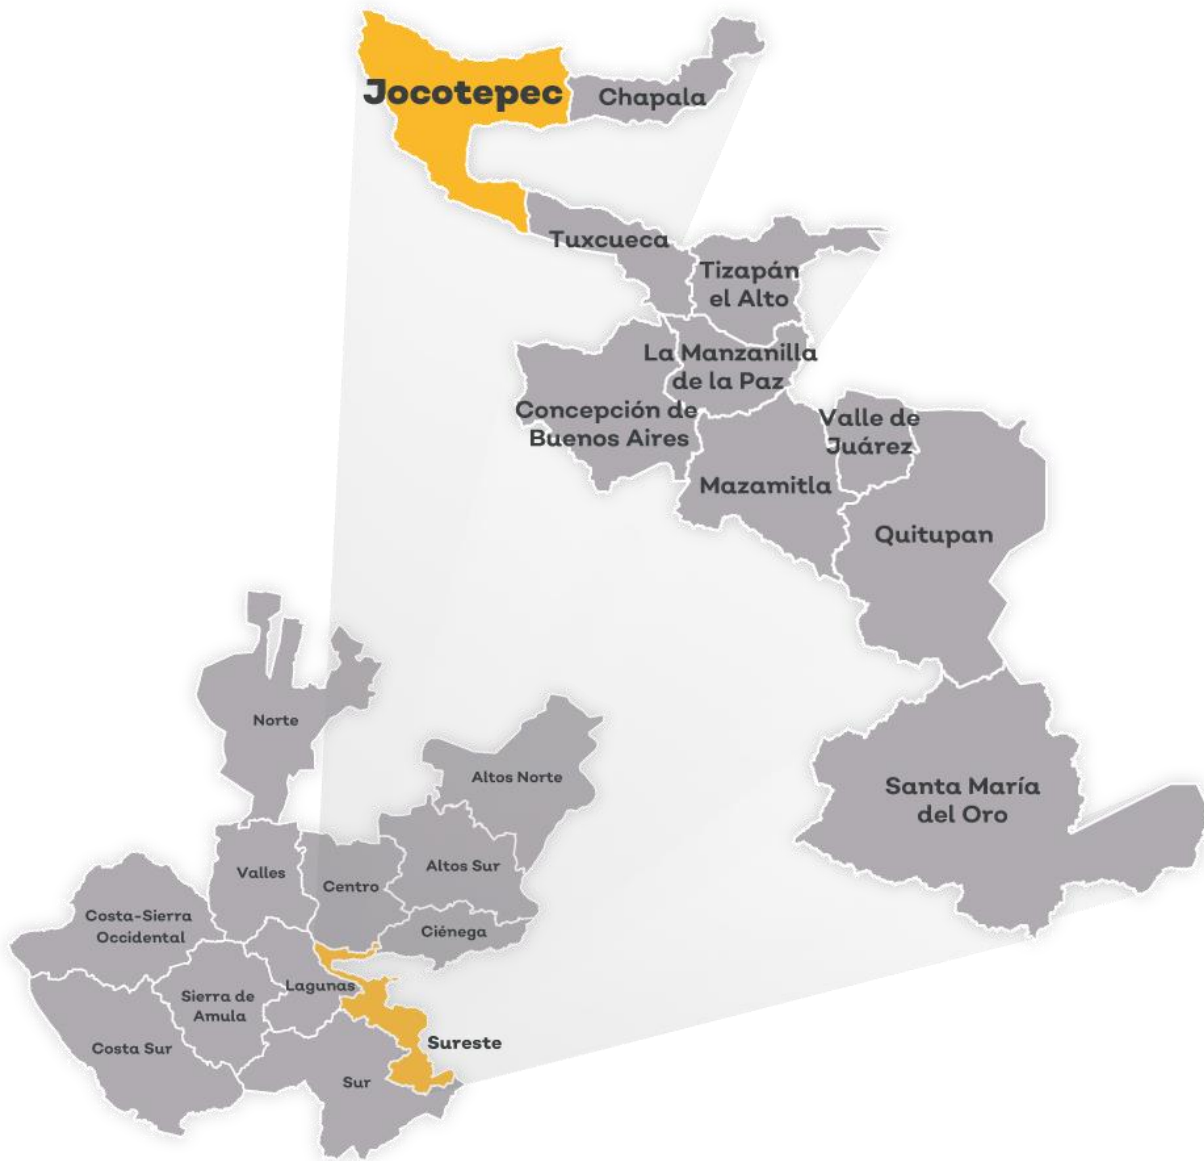 Jocotepec
Chapala
Tuxcueca
Tizapán
el Alto
La Manzanilla
de la Paz
Concepción de
Buenos Aires
Valle de
Juárez
Mazamitla
Quitupan
Santa María
del Oro
Norte
Altos Norte
Valles
Centro
Altos Sur
Costa-Sierra
Occidental
Ciénega
Lagunas
Sierra de
Amula
Costa Sur
Sureste
Sur